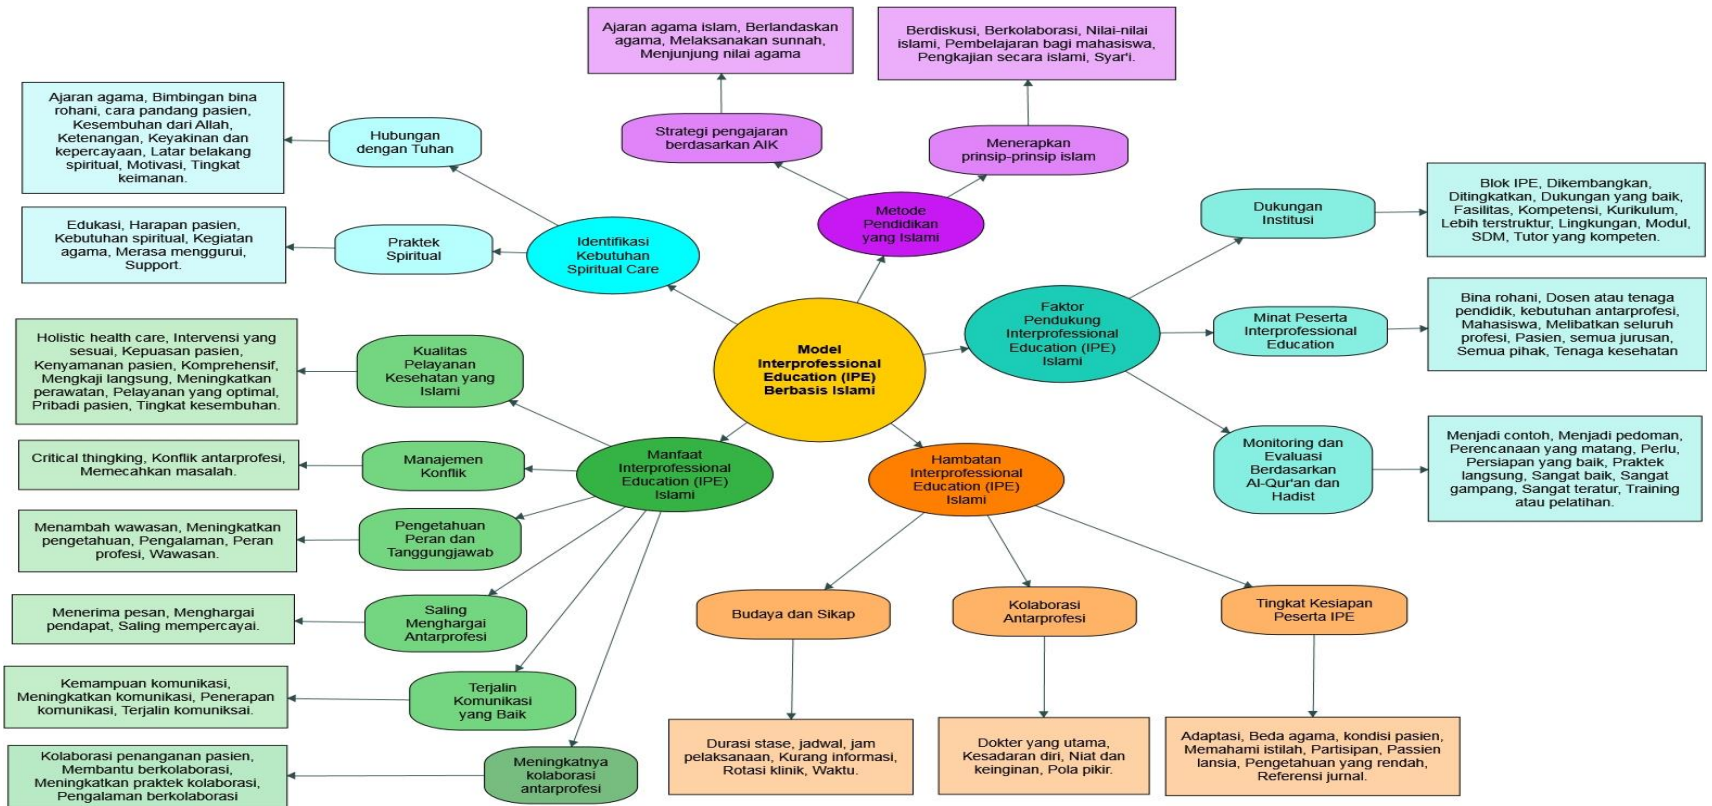 Ajaran agama islam, Berlandaskan
agama, Melaksanakan sunnah,
Menjunjung nilai agama
Berdiskusi, Berkolaborasi, Nilai-nilai
islami, Pembelajaran bagi mahasiswa,
Pengkajian secara islami, Syar'i.
Strategi pengajaran
berdasarkan AIK
Menerapkan
prinsip-prinsip islam
Metode
Pendidikan
yang Islami
Ajaran agama, Bimbingan bina
rohani, cara pandang pasien,
Kesembuhan dari Allah,
Ketenangan, Keyakinan dan
kepercayaan, Latar belakang
spiritual, Motivasi, Tingkat
keimanan.
Hubungan
dengan Tuhan
Edukasi, Harapan pasien,
Kebutuhan spiritual, Kegiatan
agama, Merasa menggurui,
Support.
Praktek
Spiritual
Identifikasi
Kebutuhan
Spiritual Care
Model
Interprofessional
Education (IPE)
Berbasis Islami
Faktor
Pendukung
Interprofessional
Education (IPE)
Islami
Dukungan
Institusi
Blok IPE, Dikembangkan,
Ditingkatkan, Dukungan yang baik,
Fasilitas, Kompetensi, Kurikulum,
Lebih terstruktur, Lingkungan, Modul,
SDM, Tutor yang kompeten.
Minat Peserta
Interprofessional
Education
Bina rohani, Dosen atau tenaga
pendidik, kebutuhan antarprofesi,
Mahasiswa, Melibatkan seluruh
profesi, Pasien, semua jurusan,
Semua pihak, Tenaga kesehatan
Monitoring dan
Evaluasi
Berdasarkan
Al-Qur'an dan
Hadist
Menjadi contoh, Menjadi pedoman,
Perencanaan yang matang, Perlu,
Persiapan yang baik, Praktek
langsung, Sangat baik, Sangat
gampang, Sangat teratur, Training
atau pelatihan.
Holistic health care, Intervensi yang
sesuai, Kepuasan pasien,
Kenyamanan pasien, Komprehensif,
Mengkaji langsung, Meningkatkan
perawatan, Pelayanan yang optimal,
Pribadi pasien, Tingkat kesembuhan.
Kualitas
Pelayanan
Kesehatan yang
Islami
Critical thingking, Konflik antarprofesi,
Memecahkan masalah.
Manajemen
Konflik
Manfaat
Interprofessional
Education (IPE)
Islami
Menambah wawasan, Meningkatkan
pengetahuan, Pengalaman, Peran
profesi, Wawasan.
Pengetahuan
Peran dan
Tanggungjawab
Menerima pesan, Menghargai
pendapat, Saling mempercayai.
Saling
Menghargai
Antarprofesi
Kemampuan komunikasi,
Meningkatkan komunikasi, Penerapan
komunikasi, Terjalin komuniksai.
Terjalin
Komunikasi
yang Baik
Kolaborasi penanganan pasien,
Membantu berkolaborasi,
Meningkatkan praktek kolaborasi,
Pengalaman berkolaborasi
Meningkatnya
kolaborasi
antarprofesi
Hambatan
Interprofessional
Education (IPE)
Islami
Budaya dan Sikap
Kolaborasi
Antarprofesi
Tingkat Kesiapan
Peserta IPE
Durasi stase, jadwal, jam
pelaksanaan, Kurang informasi,
Rotasi klinik, Waktu.
Dokter yang utama,
Kesadaran diri, Niat dan
keinginan, Pola pikir.
Adaptasi, Beda agama, kondisi pasien,
Memahami istilah, Partisipan, Passien
lansia, Pengetahuan yang rendah,
Referensi jurnal.